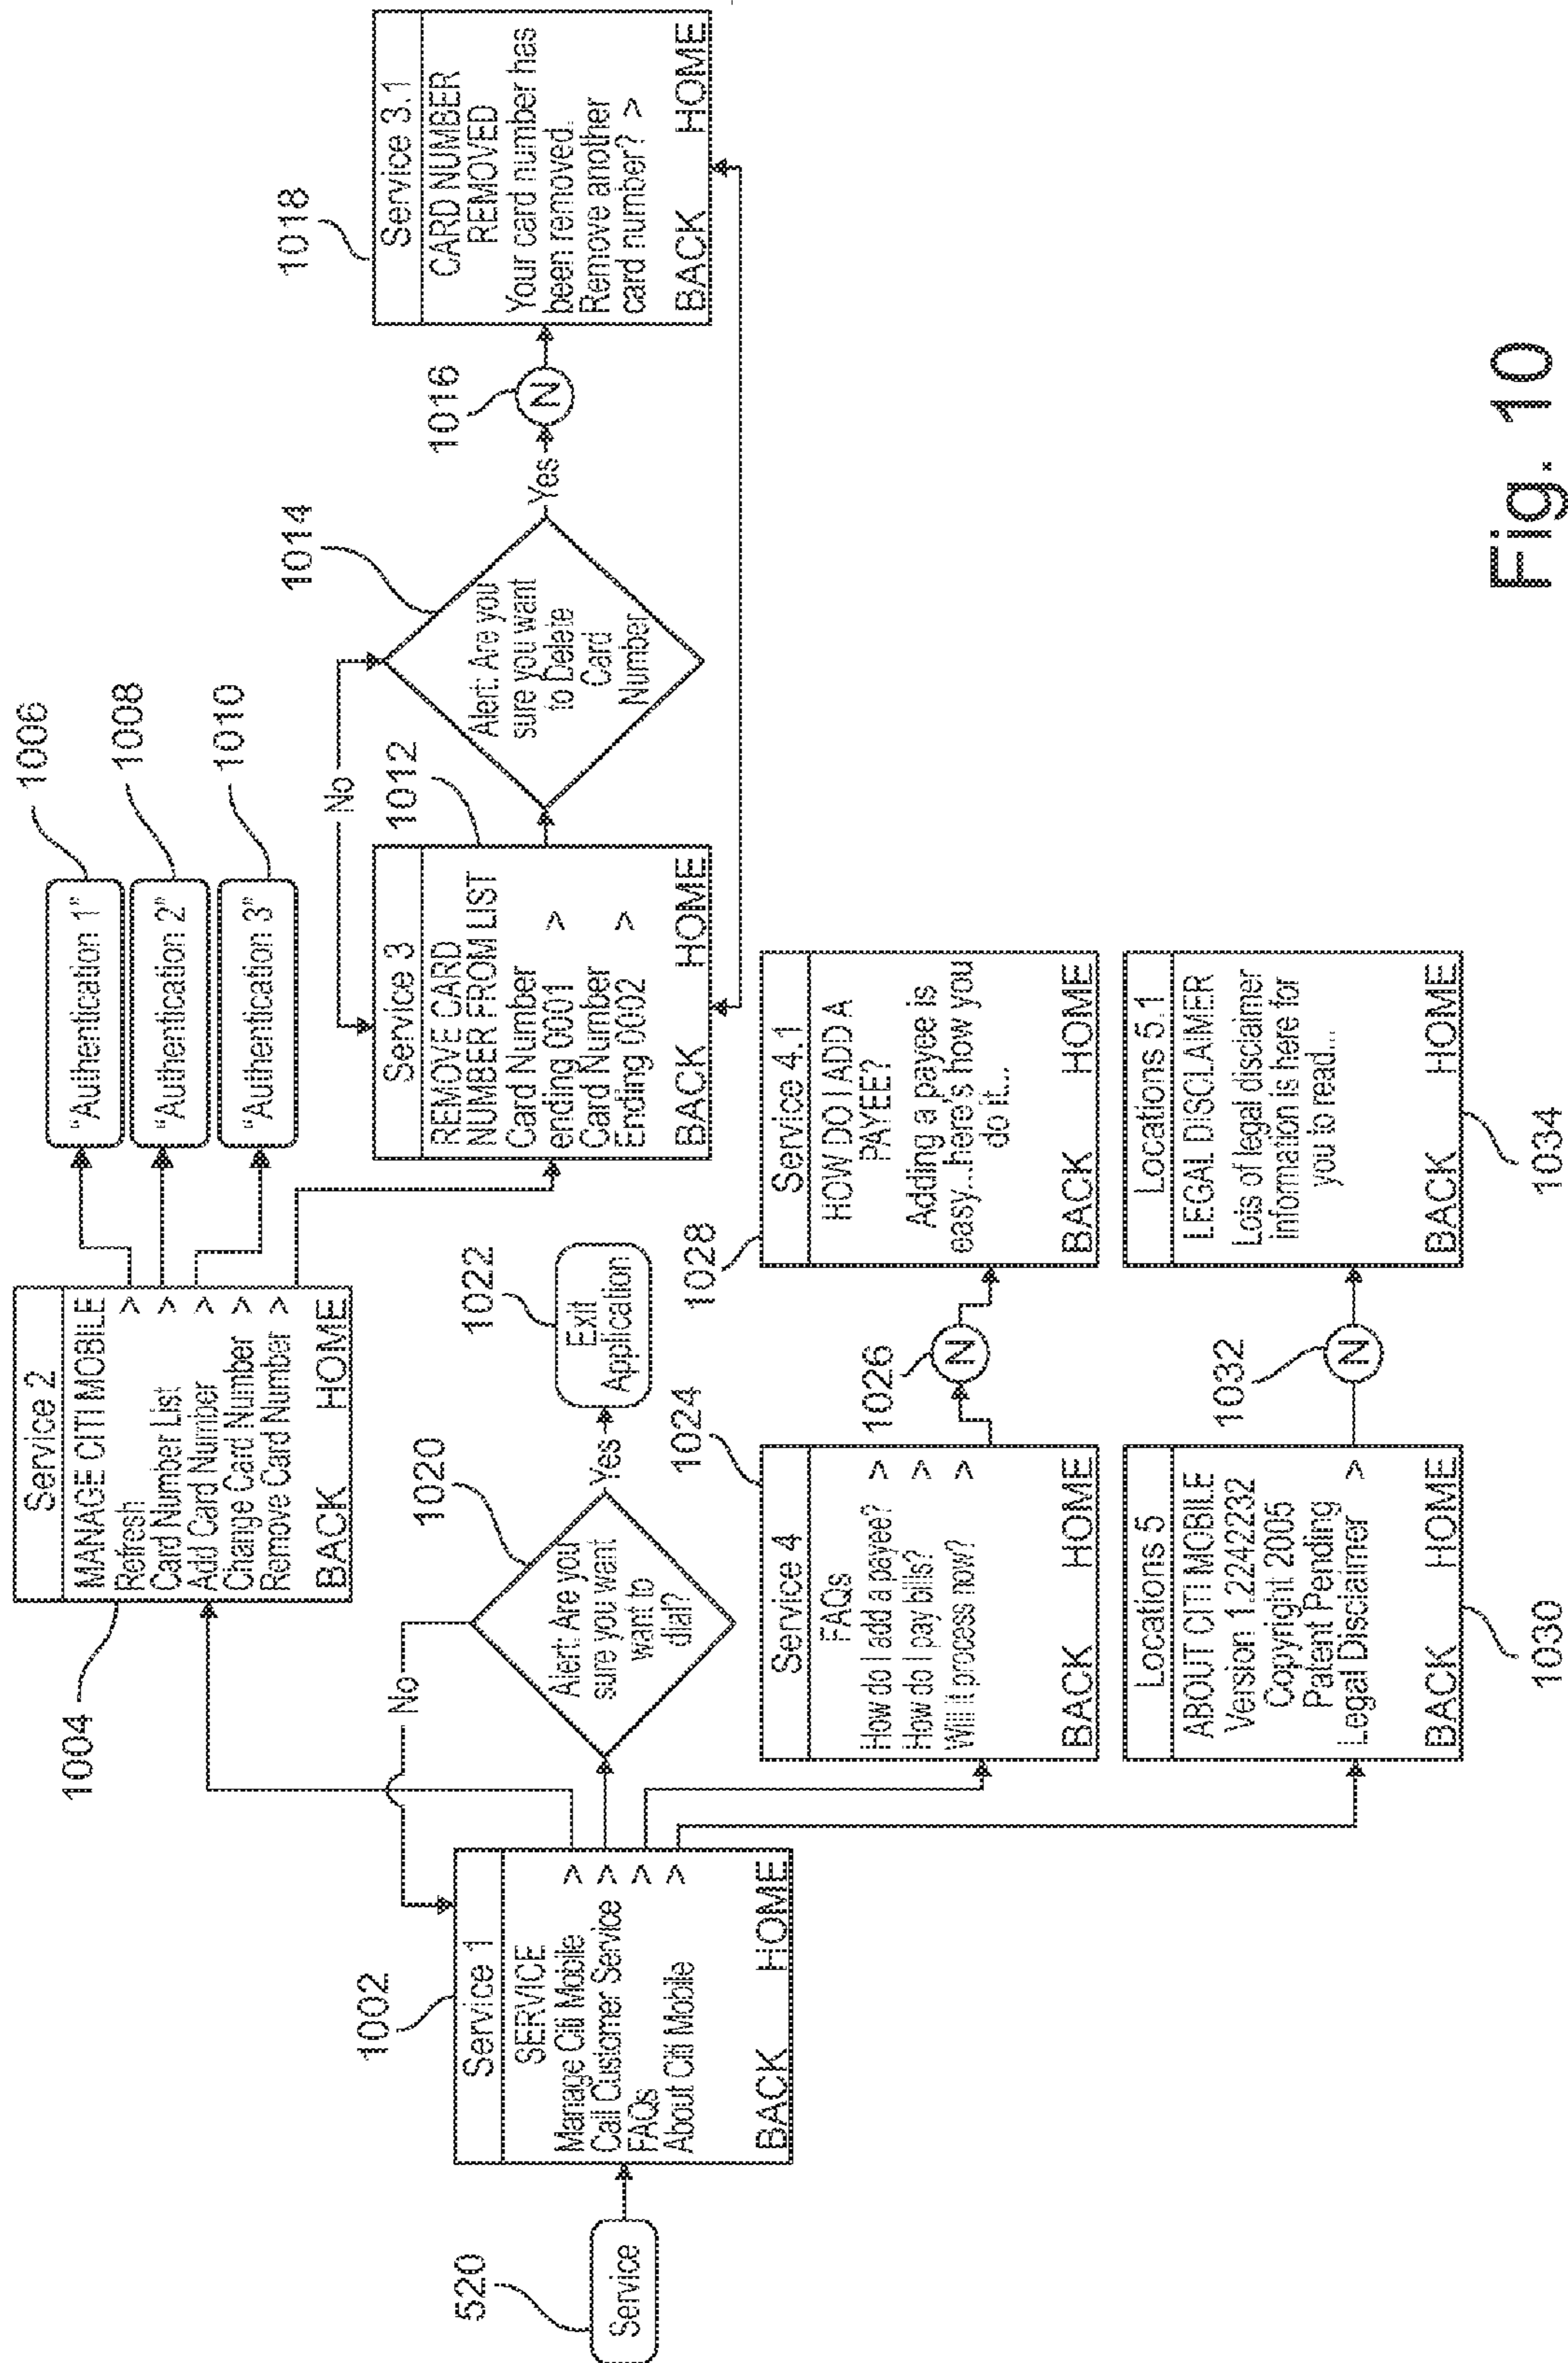 520
Service
1002
Service 1
SERVICE
Manage Citi Mobile >
Call Customer Service >
FAQs >
About Citi Mobile >
BACK HOME
1004
Service 2
MANAGE CITI MOBILE
Refresh >
Card Number List >
Add Card Number >
Change Card Number >
Remove Card Number >
BACK HOME
1006
"Authentication 1"
1008
"Authentication 2"
1010
"Authentication 3"
No
1012
Service 3
REMOVE CARD
NUMBER FROM LIST
Card Number
ending 0001 >
Card Number
Ending 0002 >
BACK HOME
1014
Alert: Are you
sure you want
to Delete
Card
Number
Yes
1016
N
1018
Service 3.1
CARD NUMBER
REMOVED
Your card number has
been removed.
Remove another
card number? >
BACK HOME
No
1020
Alert: Are you
sure you want
want to
dial?
Yes
1022
Exit
Application
1024
Service 4
FAQs
How do I add a payee? >
How do I pay bills? >
Will it process now? >
BACK HOME
1026
N
1028
Service 4.1
HOW DO I ADD A
PAYEE?
Adding a payee is
easy...here's how you
do it...
BACK HOME
Locations 5
ABOUT CITI MOBILE
Version 1.2242232
Copyright 2005
Patent Pending
Legal Disclaimer >
BACK HOME
1030
1032
N
Locations 5.1
LEGAL DISCLAIMER
Lots of legal disclaimer
information is here for
you to read...
BACK HOME
1034
Fig. 10